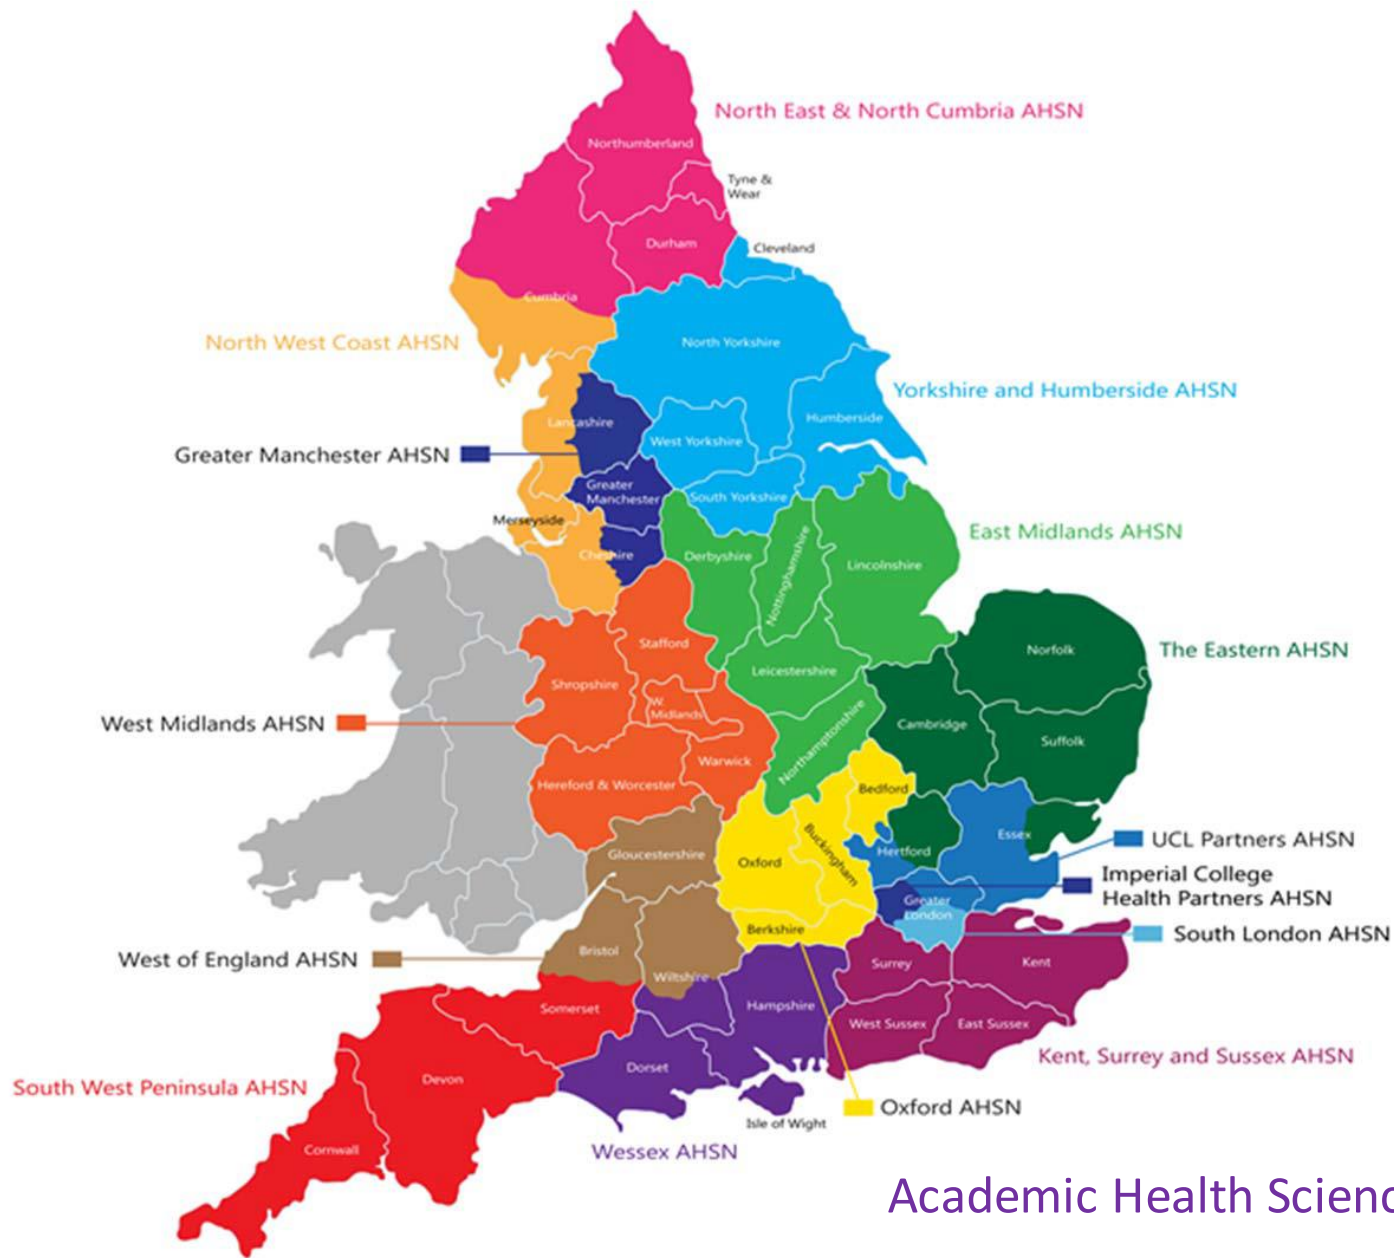 North East & North Cumbria AHSN
Northumberland
Tyne &
Wear
Durham
Cleveland
Cumbria
North West Coast AHSN
North Yorkshire
Yorkshire and Humberside AHSN
Humberside
Lancashire
West Yorkshire
Greater Manchester AHSN
Greater
Manchester
South Yorkshire
Merseyside
East Midlands AHSN
Cheshire
Derbyshire
Nottinghamshire
Lincolnshire
Stafford
Norfolk
The Eastern AHSN
Leicestershire
Shropshire
W.
Midlands
West Midlands AHSN
Cambridge
Suffolk
Northamptonshire
Warwick
Hereford & Worcester
Bedford
Essex
UCL Partners AHSN
Buckingham
Hertford
Gloucestershire
Oxford
Imperial College
Health Partners AHSN
Greater
London
Berkshire
South London AHSN
Bristol
West of England AHSN
Surrey
Kent
Wiltshire
Somerset
Hampshire
West Sussex
East Sussex
Kent, Surrey and Sussex AHSN
Dorset
Devon
South West Peninsula AHSN
Oxford AHSN
Isle of Wight
Cornwall
Wessex AHSN
Academic Health Scienc